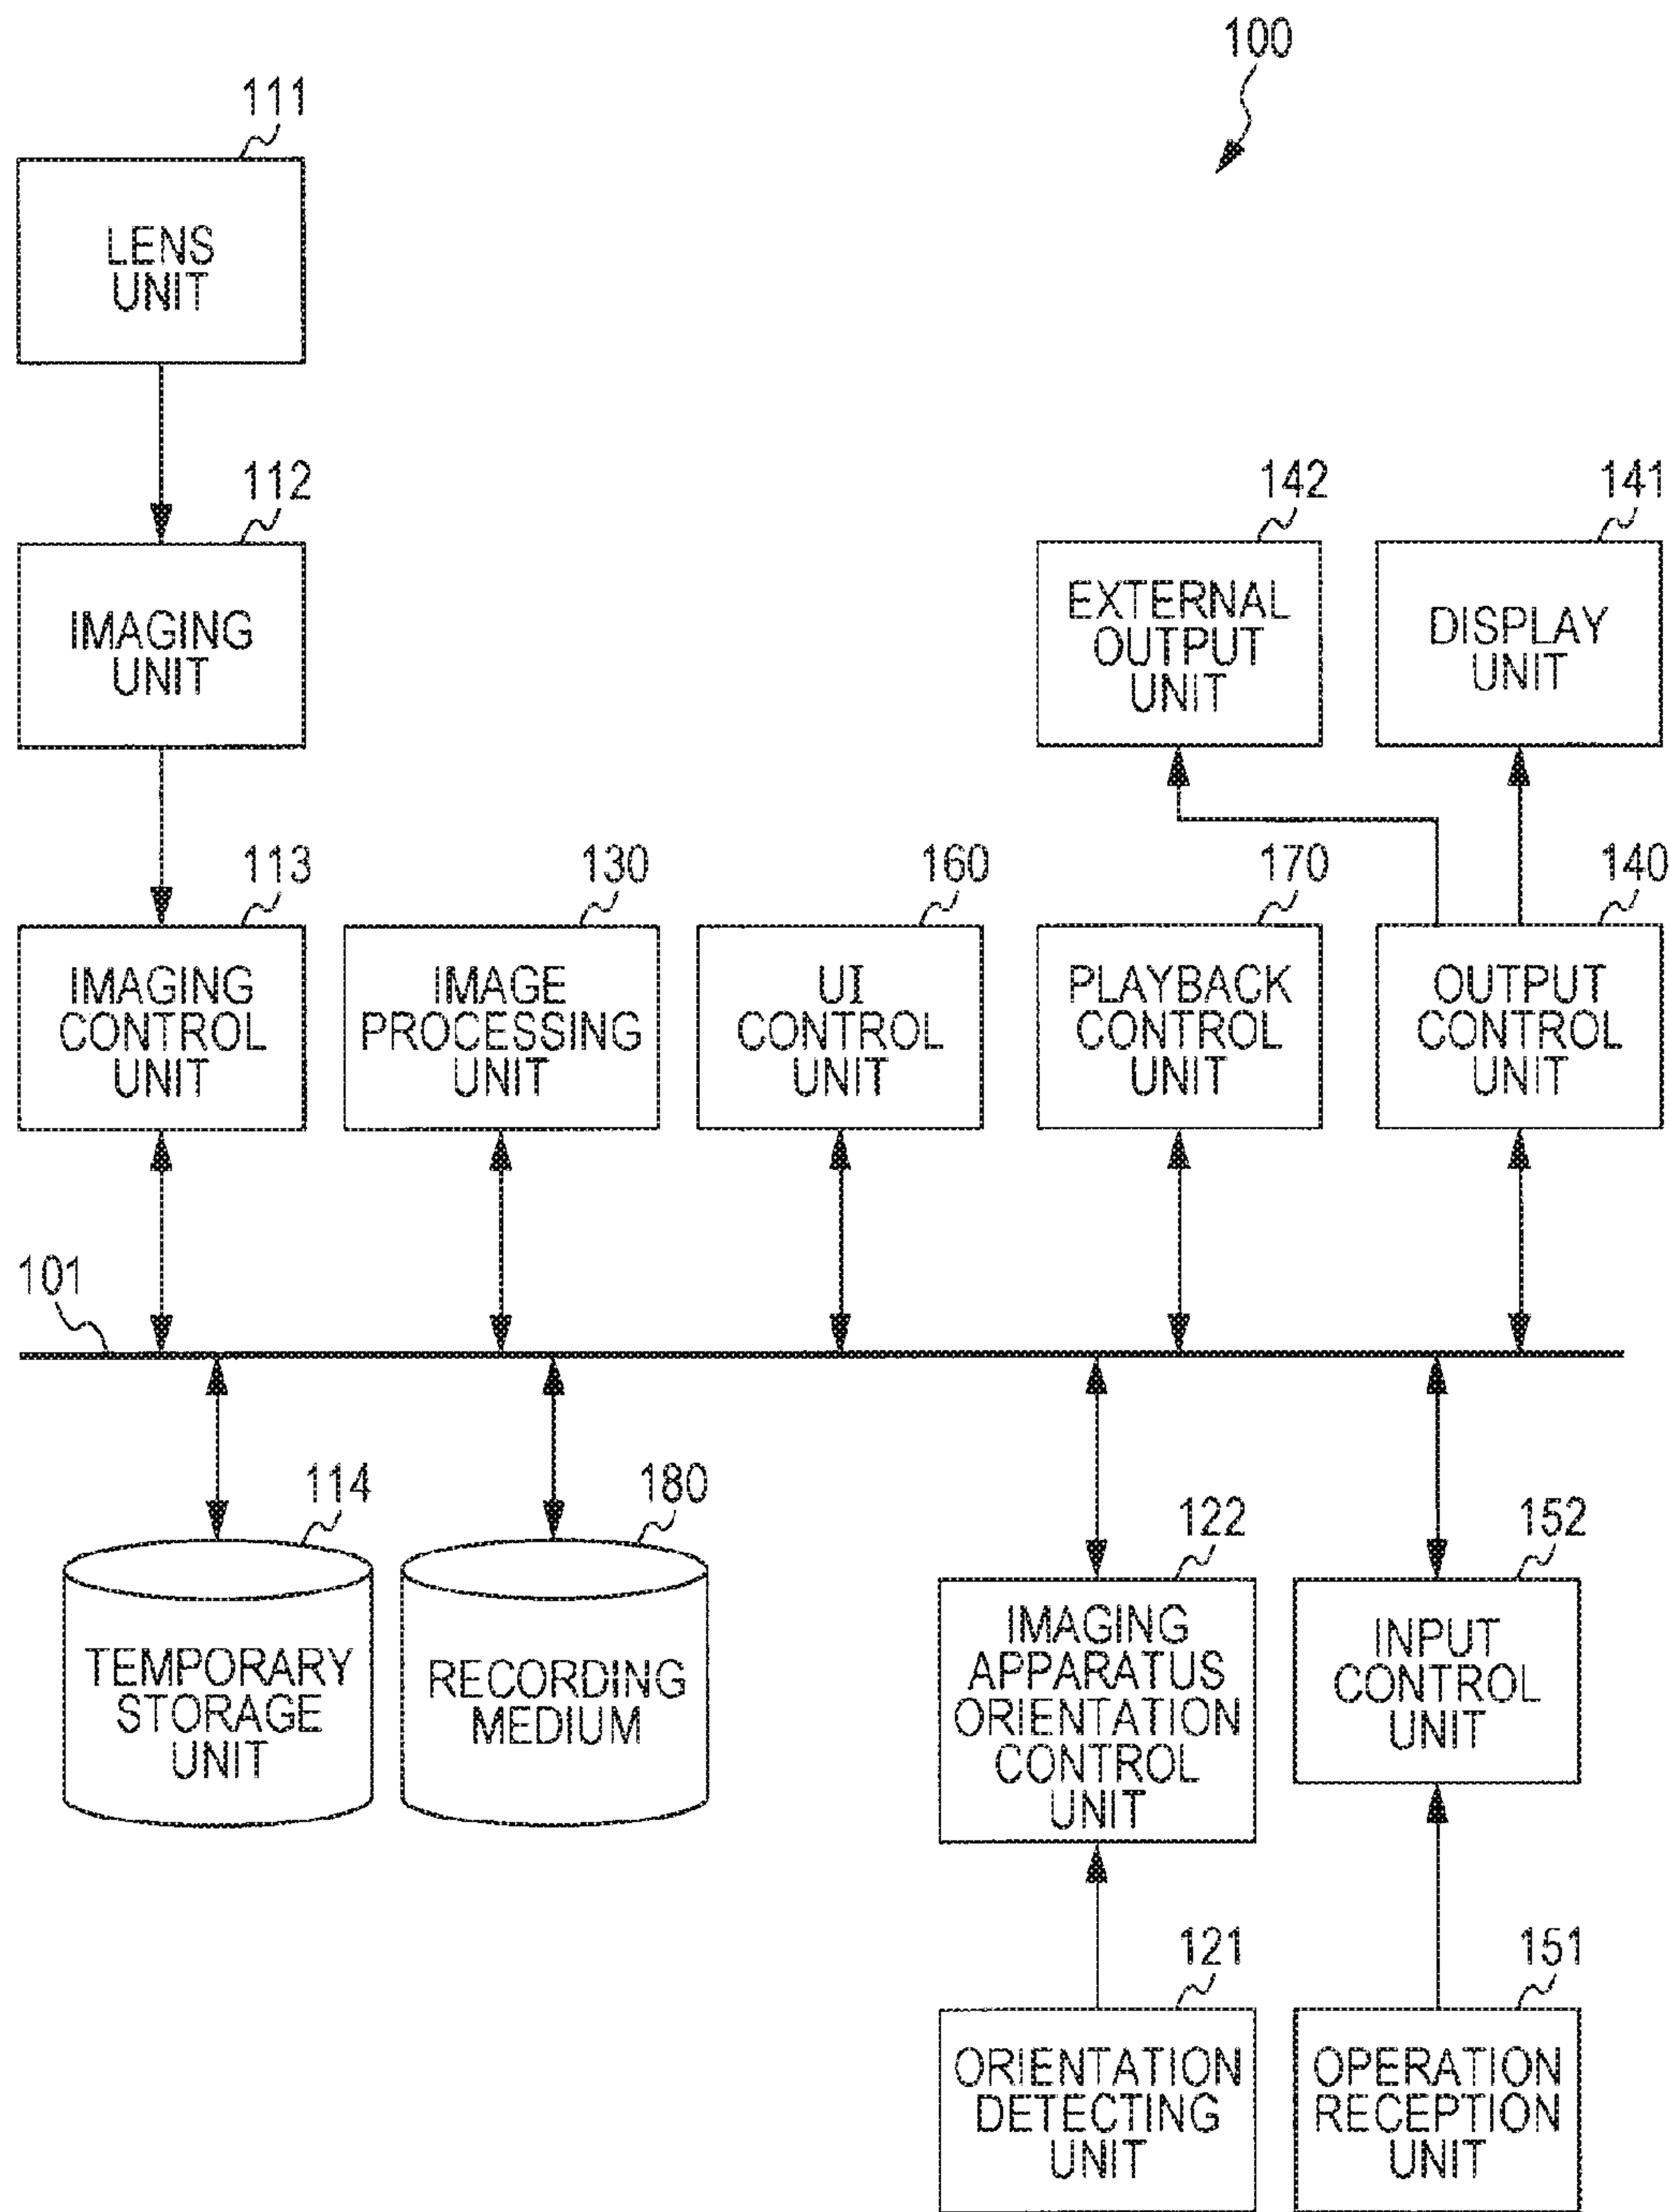 100
111
LENS
UNIT
112
IMAGING
UNIT
142
EXTERNAL
OUTPUT
UNIT
141
DISPLAY
UNIT
113
IMAGING
CONTROL
UNIT
130
IMAGE
PROCESSING
UNIT
160
UI
CONTROL
UNIT
170
PLAYBACK
CONTROL
UNIT
140
OUTPUT
CONTROL
UNIT
101
114
TEMPORARY
STORAGE
UNIT
180
RECORDING
MEDIUM
122
IMAGING
APPARATUS
ORIENTATION
CONTROL
UNIT
152
INPUT
CONTROL
UNIT
121
ORIENTATION
DETECTING
UNIT
151
OPERATION
RECEPTION
UNIT